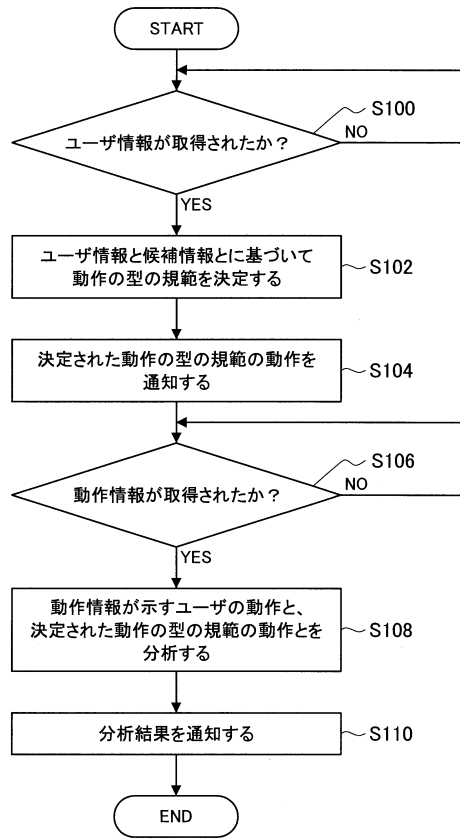 START
S100
ユーザ情報が取得されたか?
NO
YES
ユーザ情報と候補情報とに基づいて
動作の型の規範を決定する
S102
決定された動作の型の規範の動作を
通知する
S104
S106
動作情報が取得されたか?
NO
YES
動作情報が示すユーザの動作と、
決定された動作の型の規範の動作とを
分析する
S108
分析結果を通知する
S110
END